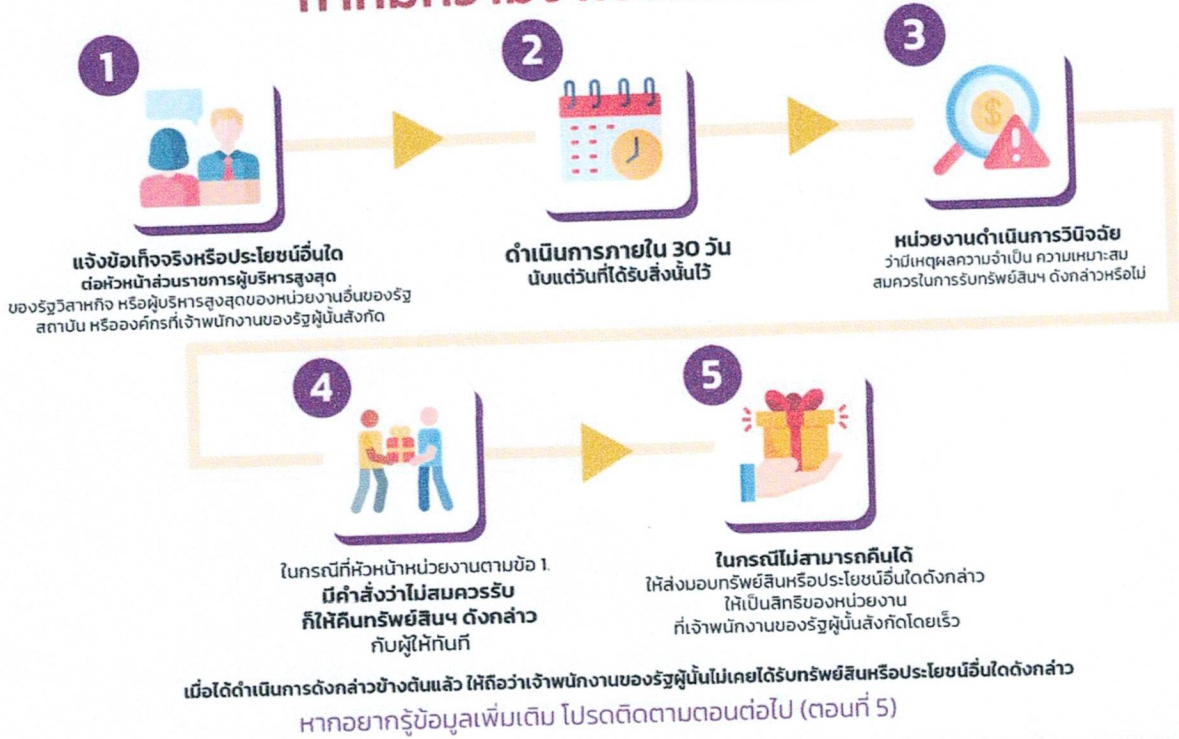 1
2
3
แจ้งข้อเท็จจริงหรือประโยชน์อื่นใด
ต่อหัวหน้าส่วนราชการผู้บริหารสูงสุด
ของรัฐวิสาหกิจ หรือผู้บริหารสูงสุดของหน่วยงานอื่นของรัฐ
สถาบัน หรือองค์กรที่เจ้าพนักงานของรัฐผู้นั้นสังกัด
ดำเนินการภายใน 30 วัน
นับแต่วันที่ได้รับสิ่งนั้นไว้
หน่วยงานดำเนินการวินิจฉัย
ว่ามีเหตุผลความจำเป็น ความเหมาะสม
สมควรในการรับทรัพย์สินฯ ดังกล่าวหรือไม่
4
5
ในกรณีที่หัวหน้าหน่วยงานตามข้อ 1.
มีคำสั่งว่าไม่สมควรรับ
ก็ให้คืนทรัพย์สินฯ ดังกล่าว
กับผู้ให้ทันที
ในกรณีไม่สามารถคืนได้
ให้ส่งมอบทรัพย์สินหรือประโยชน์อื่นใดดังกล่าว
ให้เป็นสิทธิของหน่วยงาน
ที่เจ้าพนักงานของรัฐผู้นั้นสังกัดโดยเร็ว
เมื่อได้ดำเนินการดังกล่าวข้างต้นแล้ว ให้ถือว่าเจ้าพนักงานของรัฐผู้นั้นไม่เคยได้รับทรัพย์สินหรือประโยชน์อื่นใดดังกล่าว
หากอยากรู้ข้อมูลเพิ่มเติม โปรดติดตามตอนต่อไป (ตอนที่ 5)